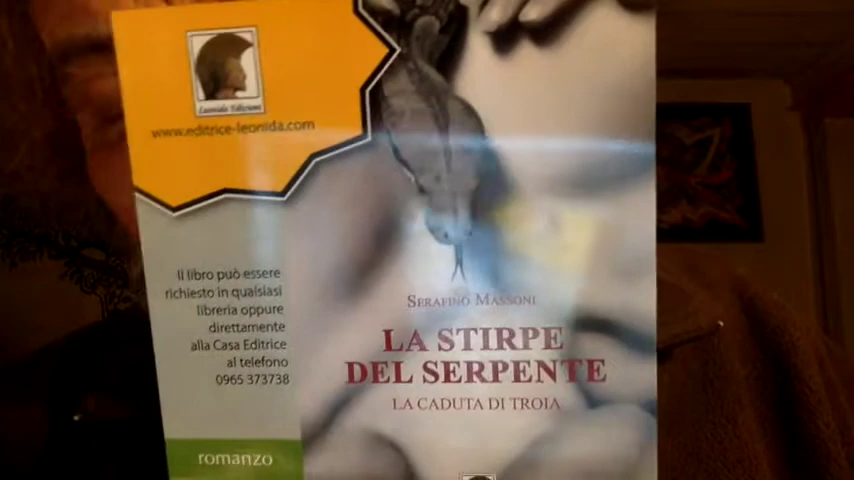 Leonida Edizioni
www.editrice-leonida.com
Il libro può essere
richiesto in qualsiasi
libreria oppure
direttamente
alla Casa Editrice
al telefono
0965 373738
romanzo
SERAFINO MASSONI
LA STIRPE
DEL SERPENTE
LA CADUTA DI TROIA